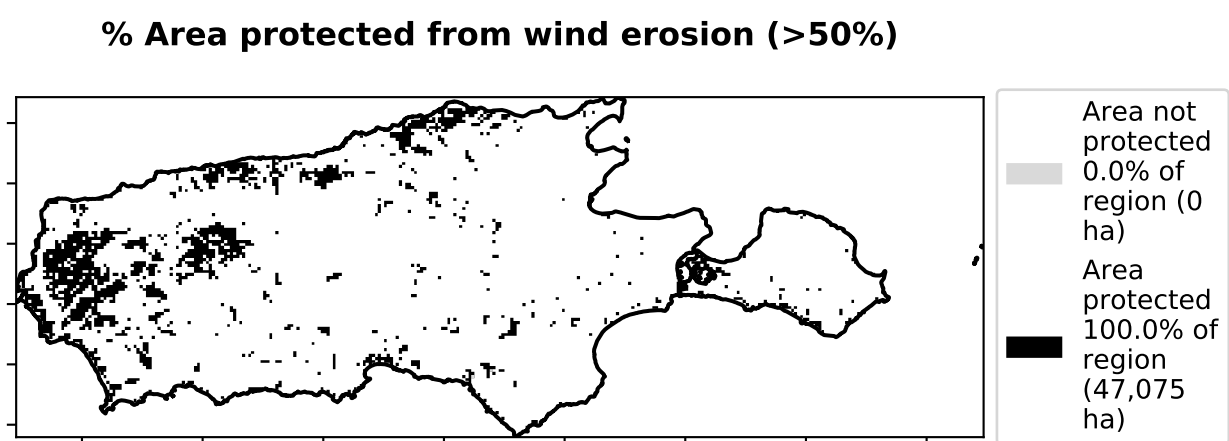 % Area protected from wind erosion (>50%)
Area not
protected
0.0% of
region (0
ha)
Area
protected
100.0% of
region
(47,075
ha)